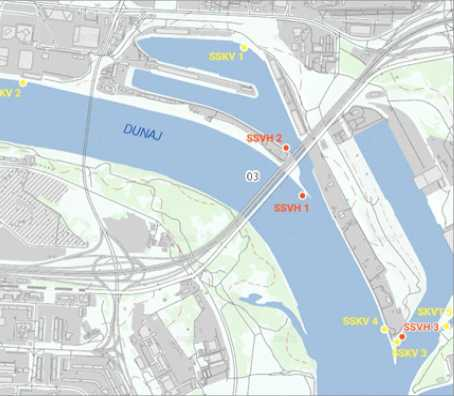 SSKV 1
KV 2
DUNAJ
SSVH 2
03
SSVH 1
SSKV 4
SSVH 3
SSKV 3